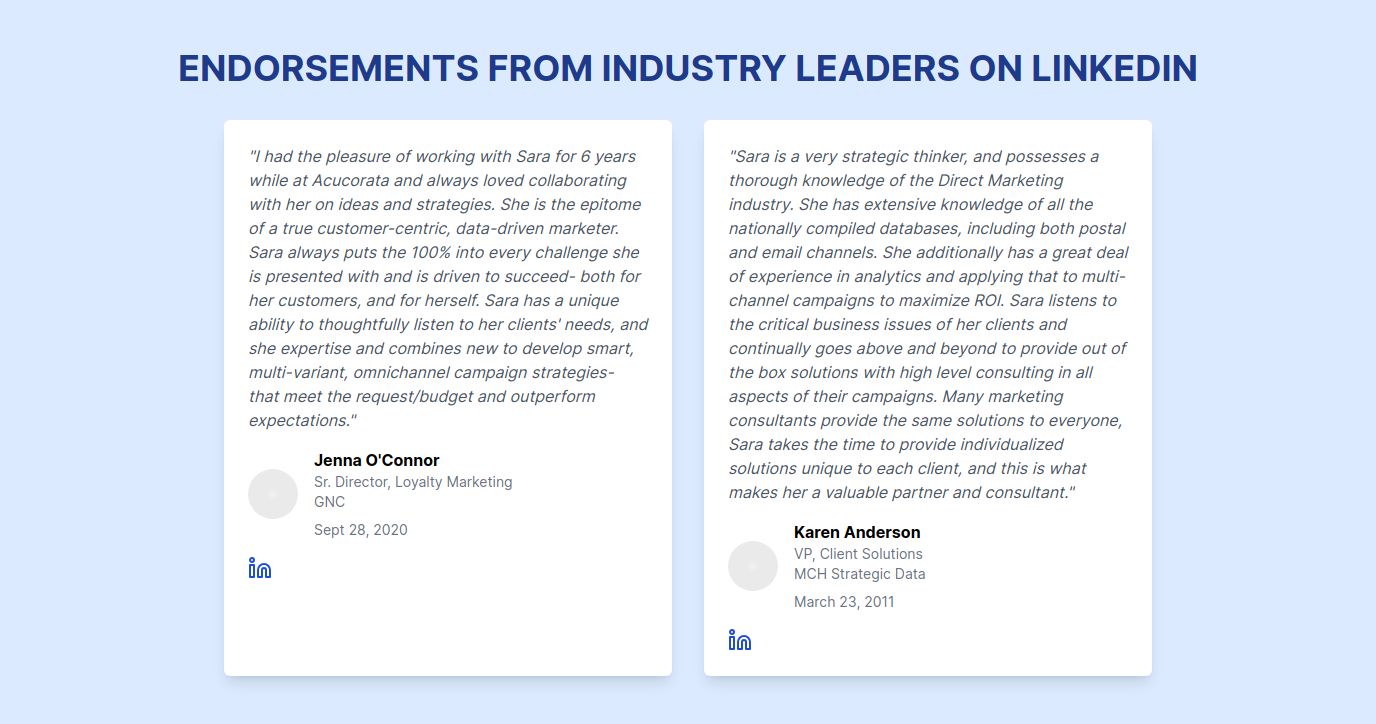 ENDORSEMENTS FROM INDUSTRY LEADERS ON LINKEDIN
"I had the pleasure of working with Sara for 6 years
while at Acucorata and always loved collaborating
with her on ideas and strategies. She is the epitome
of a true customer-centric, data-driven marketer.
Sara always puts the 100% into every challenge she
is presented with and is driven to succeed- both for
her customers, and for herself. Sara has a unique
ability to thoughtfully listen to her clients' needs, and
she expertise and combines new to develop smart,
multi-variant, omnichannel campaign strategies-
that meet the request/budget and outperform
expectations."
Jenna O'Connor
Sr. Director, Loyalty Marketing
GNC
Sept 28, 2020
in
"Sara is a very strategic thinker, and possesses a
thorough knowledge of the Direct Marketing
industry. She has extensive knowledge of all the
nationally compiled databases, including both postal
and email channels. She additionally has a great deal
of experience in analytics and applying that to multi-
channel campaigns to maximize ROI. Sara listens to
the critical business issues of her clients and
continually goes above and beyond to provide out of
the box solutions with high level consulting in all
aspects of their campaigns. Many marketing
consultants provide the same solutions to everyone,
Sara takes the time to provide individualized
solutions unique to each client, and this is what
makes her a valuable partner and consultant."
Karen Anderson
VP, Client Solutions
MCH Strategic Data
March 23, 2011
in